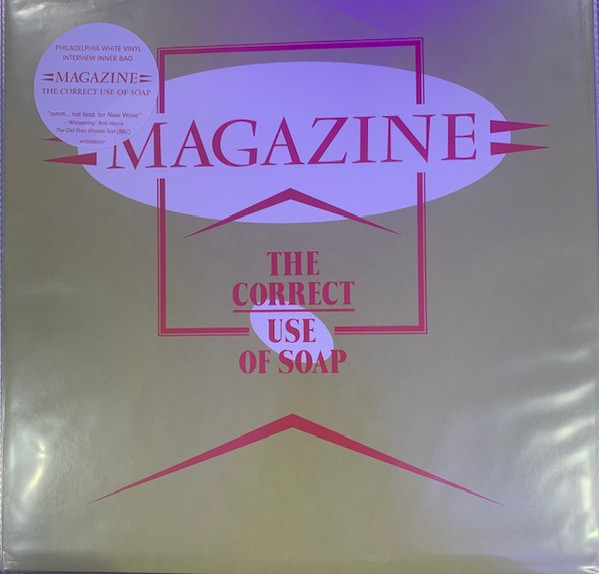 PHILADELPHIA WHITE VINYL
INTERVIEW INNER BAG
MAGAZINE
THE CORRECT USE OF SOAP
"mmm... not bad, for New Wave"
– 'Whispering' Bob Harris
The Old Grey Whistle Test (BBC)
MAGAZINE
THE
CORRECT
USE
OF SOAP